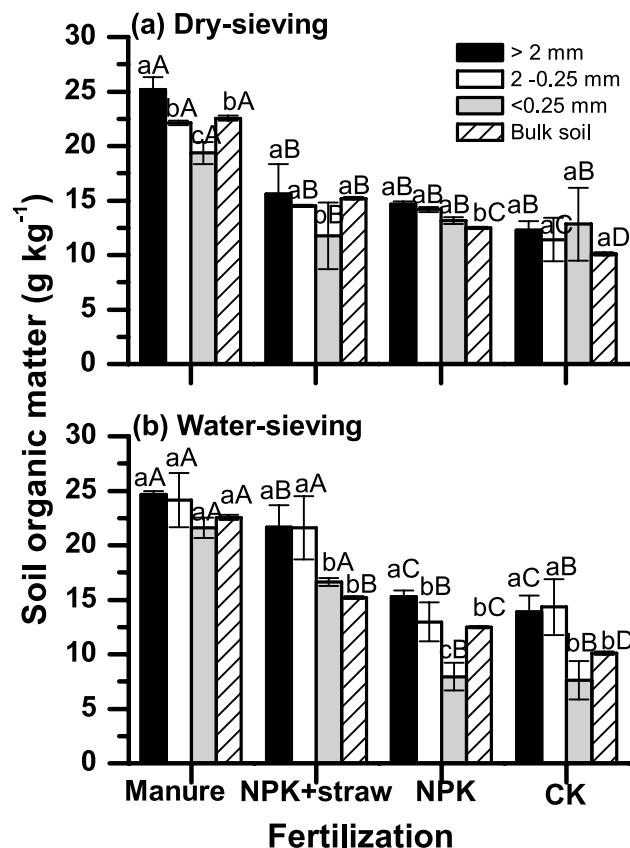 (a) Dry-sieving
> 2 mm
2 -0.25 mm
<0.25 mm
Bulk soil
30
25
20
15
10
5
0
aA
bA
cA
bA
aB
aB
bB
aB
aB
aB
aB
bC
aB
aC
aB
aD
Soil organic matter (g kg⁻¹)
(b) Water-sieving
30
25
20
15
10
5
0
aA
aA
aA
aA
aB
aA
bA
bB
aC
bB
cB
bC
aC
aB
bB
bD
Manure NPK+straw NPK CK
Fertilization